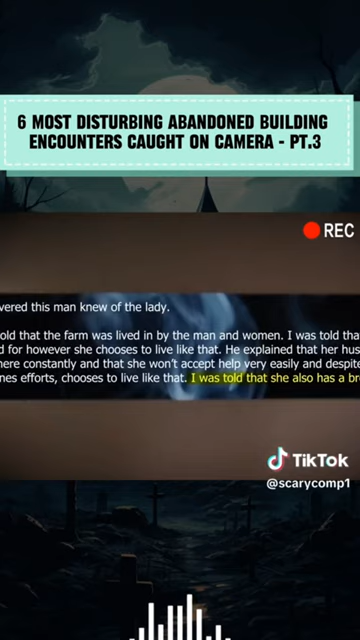 6 MOST DISTURBING ABANDONED BUILDING
ENCOUNTERS CAUGHT ON CAMERA - PT.3
REC
vered this man knew of the lady.
old that the farm was lived in by the man and women. I was told tha
d for however she chooses to live like that. He explained that her hus
here constantly and that she won't accept help very easily and despite
nes efforts, chooses to live like that. I was told that she also has a br
TikTok
@scarycomp1